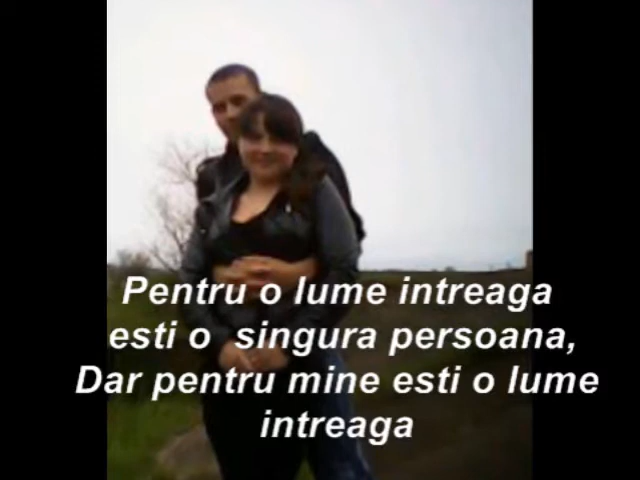 Pentru o lume intreaga
esti o singura persoana,
Dar pentru mine esti o lume
intreaga